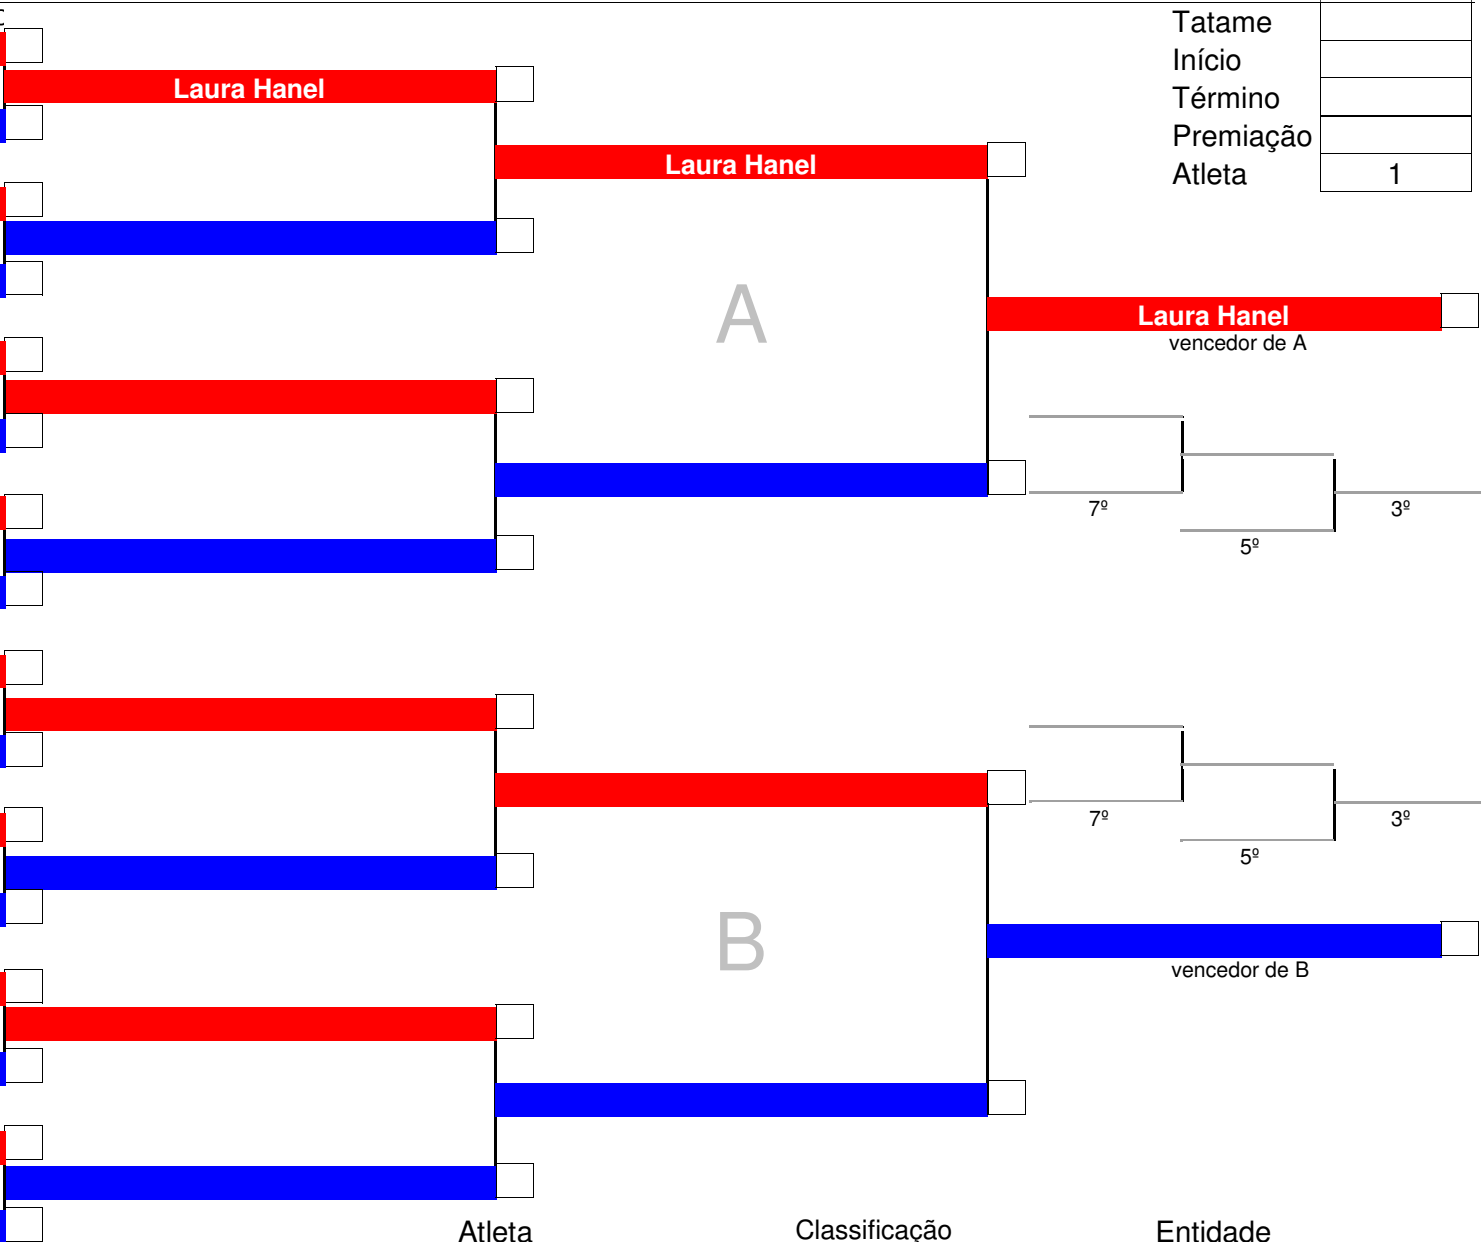 Tatame
Início
Término
Premiação
Atleta 1
Laura Hanel
Laura Hanel
A
Laura Hanel
vencedor de A
7º
3º
5º
7º
3º
5º
B
vencedor de B
Atleta Classificação Entidade